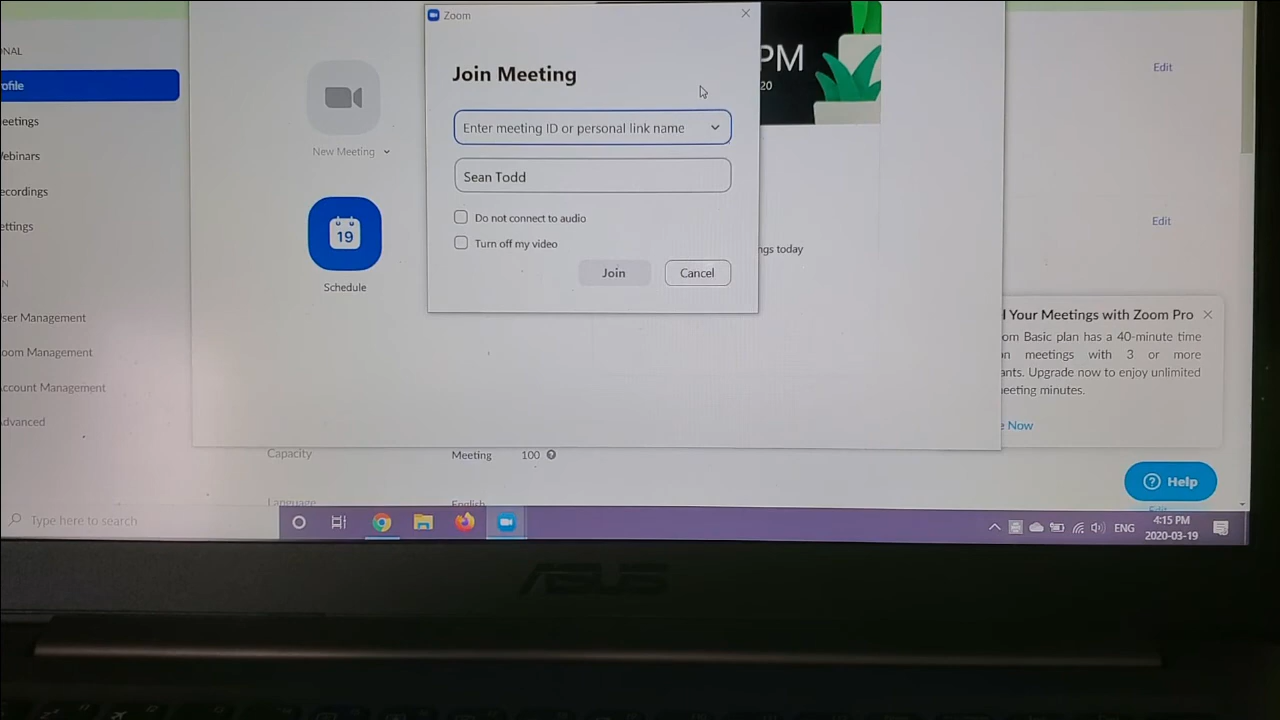 Zoom
Join Meeting
Enter meeting ID or personal link name
Sean Todd
Do not connect to audio
Turn off my video
Join
Cancel
New Meeting
19
Schedule
PM
20
ngs today
ONAL
ofile
eetings
ebinars
ecordings
ettings
N
ser Management
oom Management
ccount Management
dvanced
Edit
Edit
l Your Meetings with Zoom Pro
om Basic plan has a 40-minute time
n meetings with 3 or more
ants. Upgrade now to enjoy unlimited
eeting minutes.
e Now
Capacity
Meeting 100
Language
English
Help
Type here to search
ENG
4:15 PM
2020-03-19
ASUS